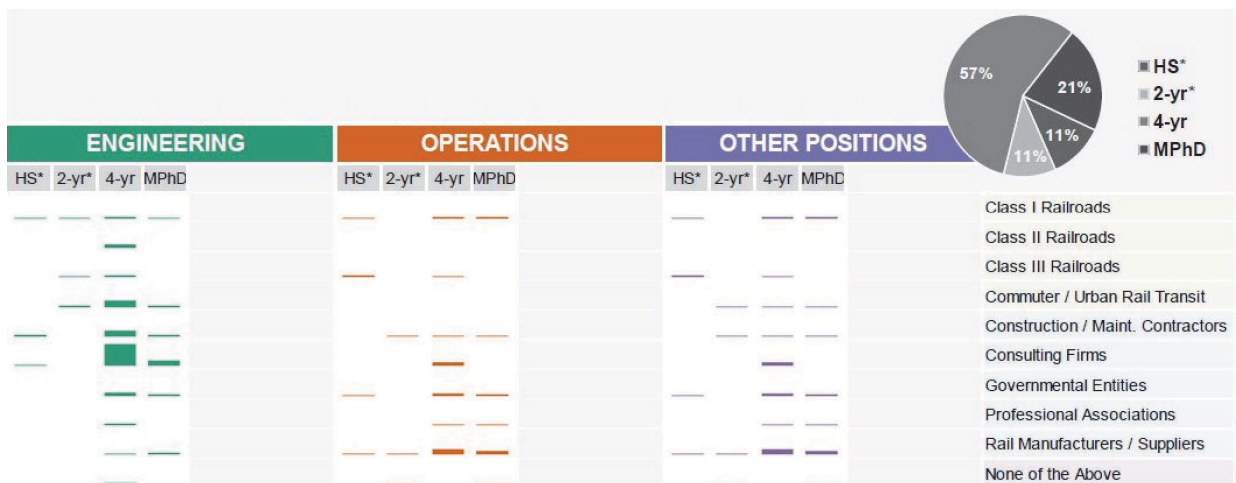 57%
21%
11%
11%
HS*
2-yr*
4-yr
MPhD
ENGINEERING OPERATIONS OTHER POSITIONS
HS* 2-yr* 4-yr MPhD HS* 2-yr* 4-yr MPhD HS* 2-yr* 4-yr MPhD
Class I Railroads
Class II Railroads
Class III Railroads
Commuter / Urban Rail Transit
Construction / Maint. Contractors
Consulting Firms
Governmental Entities
Professional Associations
Rail Manufacturers / Suppliers
None of the Above